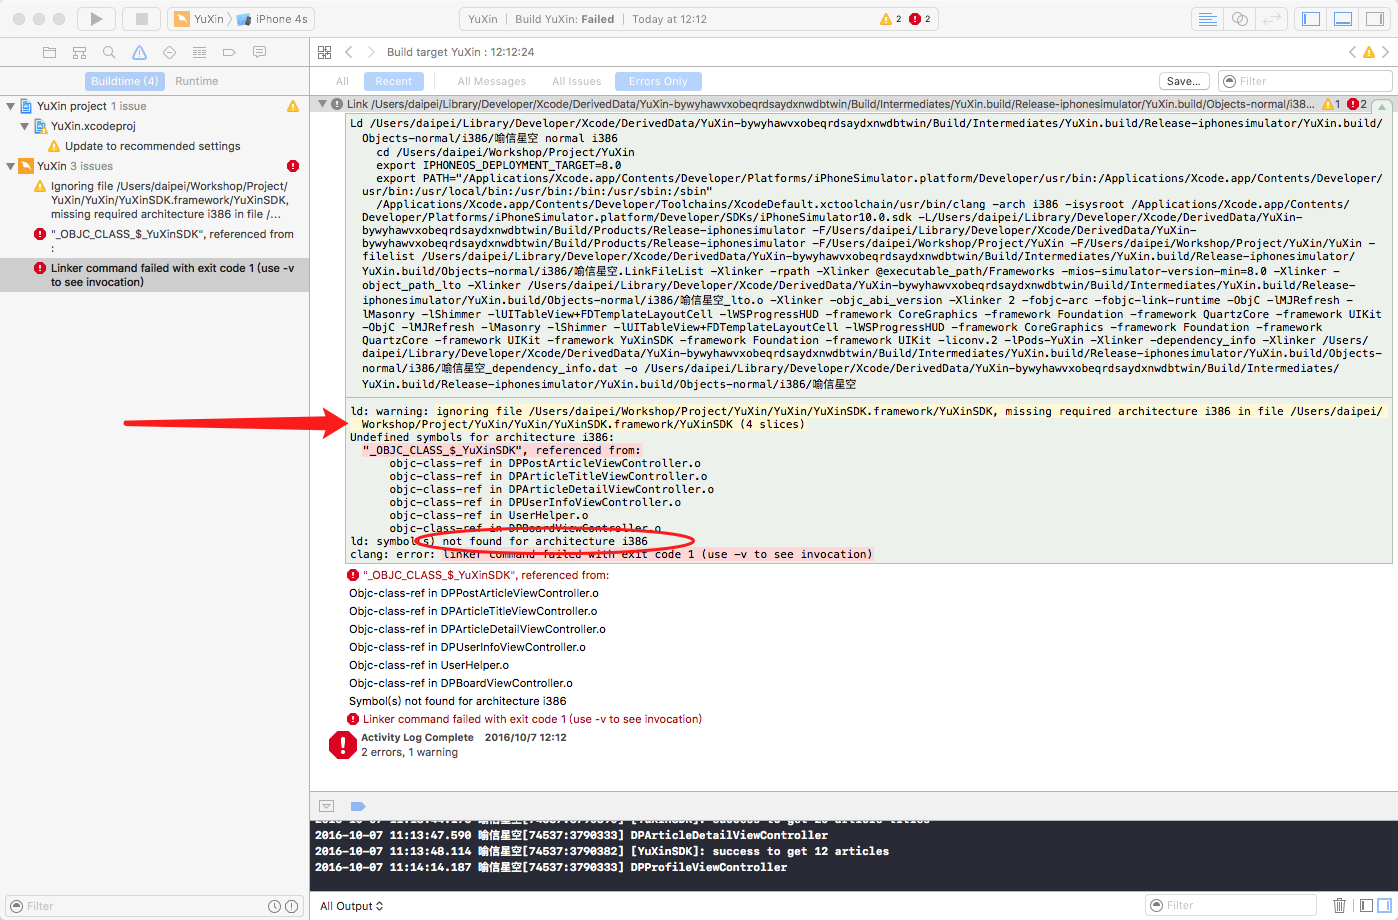 YuXin
iPhone 4s
YuXin | Build YuXin: Failed | Today at 12:12
2
2
Build target YuXin : 12:12:24
Buildtime (4)
Runtime
All
Recent
All Messages
All Issues
Errors Only
Save...
Filter
YuXin project 1 issue
YuXin.xcodeproj
Update to recommended settings
YuXin 3 issues
Ignoring file /Users/daipei/Workshop/Project/
YuXin/YuXin/YuXinSDK.framework/YuXinSDK,
missing required architecture i386 in file /...
"_OBJC_CLASS_$_YuXinSDK", referenced from
:
Linker command failed with exit code 1 (use -v
to see invocation)
Link /Users/daipei/Library/Developer/Xcode/DerivedData/YuXin-bywyhawvxobeqrdsaydxnwdbtwin/Build/Intermediates/YuXin.build/Release-iphonesimulator/YuXin.build/Objects-normal/i38...
1
2
Ld /Users/daipei/Library/Developer/Xcode/DerivedData/YuXin-bywyhawvxobeqrdsaydxnwdbtwin/Build/Intermediates/YuXin.build/Release-iphonesimulator/YuXin.build/
Objects-normal/i386/喻信星空 normal i386
cd /Users/daipei/Workshop/Project/YuXin
export IPHONEOS_DEPLOYMENT_TARGET=8.0
export PATH="/Applications/Xcode.app/Contents/Developer/Platforms/iPhoneSimulator.platform/Developer/usr/bin:/Applications/Xcode.app/Contents/Developer/
usr/bin:/usr/local/bin:/usr/bin:/bin:/usr/sbin:/sbin"
/Applications/Xcode.app/Contents/Developer/Toolchains/XcodeDefault.xctoolchain/usr/bin/clang -arch i386 -isysroot /Applications/Xcode.app/Contents/
Developer/Platforms/iPhoneSimulator.platform/Developer/SDKs/iPhoneSimulator10.0.sdk -L/Users/daipei/Library/Developer/Xcode/DerivedData/YuXin-
bywyhawvxobeqrdsaydxnwdbtwin/Build/Products/Release-iphonesimulator -F/Users/daipei/Library/Developer/Xcode/DerivedData/YuXin-
bywyhawvxobeqrdsaydxnwdbtwin/Build/Products/Release-iphonesimulator -F/Users/daipei/Workshop/Project/YuXin -F/Users/daipei/Workshop/Project/YuXin/YuXin -
filelist /Users/daipei/Library/Developer/Xcode/DerivedData/YuXin-bywyhawvxobeqrdsaydxnwdbtwin/Build/Intermediates/YuXin.build/Release-iphonesimulator/
YuXin.build/Objects-normal/i386/喻信星空.LinkFileList -Xlinker -rpath -Xlinker @executable_path/Frameworks -mios-simulator-version-min=8.0 -Xlinker -
object_path_lto -Xlinker /Users/daipei/Library/Developer/Xcode/DerivedData/YuXin-bywyhawvxobeqrdsaydxnwdbtwin/Build/Intermediates/YuXin.build/Release-
iphonesimulator/YuXin.build/Objects-normal/i386/喻信星空_lto.o -Xlinker -objc_abi_version -Xlinker 2 -fobjc-arc -fobjc-link-runtime -ObjC -lMJRefresh -
lMasonry -lShimmer -lUITableView+FDTemplateLayoutCell -lWSProgressHUD -framework CoreGraphics -framework Foundation -framework QuartzCore -framework UIKit
-ObjC -lMJRefresh -lMasonry -lShimmer -lUITableView+FDTemplateLayoutCell -lWSProgressHUD -framework CoreGraphics -framework Foundation -framework
QuartzCore -framework UIKit -framework YuXinSDK -framework Foundation -framework UIKit -liconv.2 -lPods-YuXin -Xlinker -dependency_info -Xlinker /Users/
daipei/Library/Developer/Xcode/DerivedData/YuXin-bywyhawvxobeqrdsaydxnwdbtwin/Build/Intermediates/YuXin.build/Release-iphonesimulator/YuXin.build/Objects-
normal/i386/喻信星空_dependency_info.dat -o /Users/daipei/Library/Developer/Xcode/DerivedData/YuXin-bywyhawvxobeqrdsaydxnwdbtwin/Build/Intermediates/
YuXin.build/Release-iphonesimulator/YuXin.build/Objects-normal/i386/喻信星空
ld: warning: ignoring file /Users/daipei/Workshop/Project/YuXin/YuXin/YuXinSDK.framework/YuXinSDK, missing required architecture i386 in file /Users/daipei/
Workshop/Project/YuXin/YuXin/YuXinSDK.framework/YuXinSDK (4 slices)
Undefined symbols for architecture i386:
"_OBJC_CLASS_$_YuXinSDK", referenced from:
objc-class-ref in DPPostArticleViewController.o
objc-class-ref in DPArticleTitleViewController.o
objc-class-ref in DPArticleDetailViewController.o
objc-class-ref in DPUserInfoViewController.o
objc-class-ref in UserHelper.o
objc-class-ref in DPBoardViewController.o
ld: symbol(s) not found for architecture i386
clang: error: linker command failed with exit code 1 (use -v to see invocation)
"_OBJC_CLASS_$_YuXinSDK", referenced from:
Objc-class-ref in DPPostArticleViewController.o
Objc-class-ref in DPArticleTitleViewController.o
Objc-class-ref in DPArticleDetailViewController.o
Objc-class-ref in DPUserInfoViewController.o
Objc-class-ref in UserHelper.o
Objc-class-ref in DPBoardViewController.o
Symbol(s) not found for architecture i386
Linker command failed with exit code 1 (use -v to see invocation)
Activity Log Complete 2016/10/7 12:12
2 errors, 1 warning
2016-10-07 11:13:47.590 喻信星空[74537:3790333] DPArticleDetailViewController
2016-10-07 11:13:48.114 喻信星空[74537:3790382] [YuXinSDK]: success to get 12 articles
2016-10-07 11:14:14.187 喻信星空[74537:3790333] DPProfileViewController
Filter
All Output
Filter